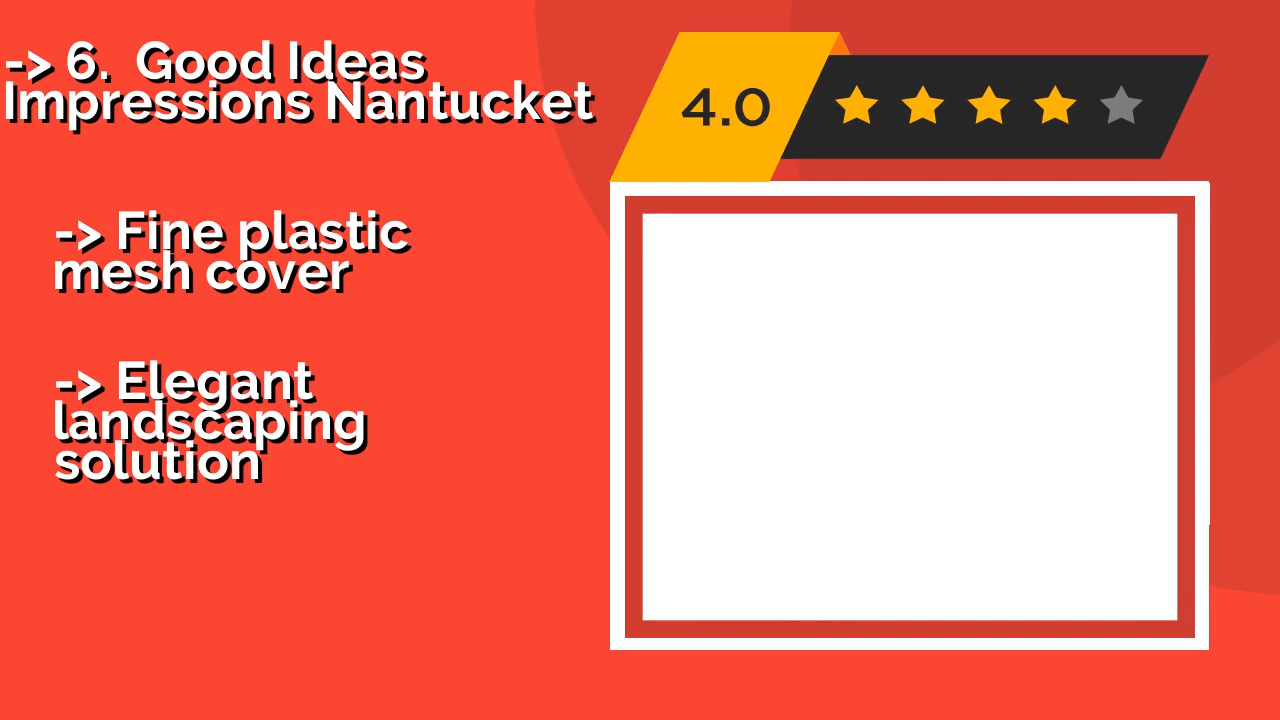 -> 6.  Good Ideas
Impressions Nantucket
4.0
-> Fine plastic
mesh cover
-> Elegant
landscaping
solution